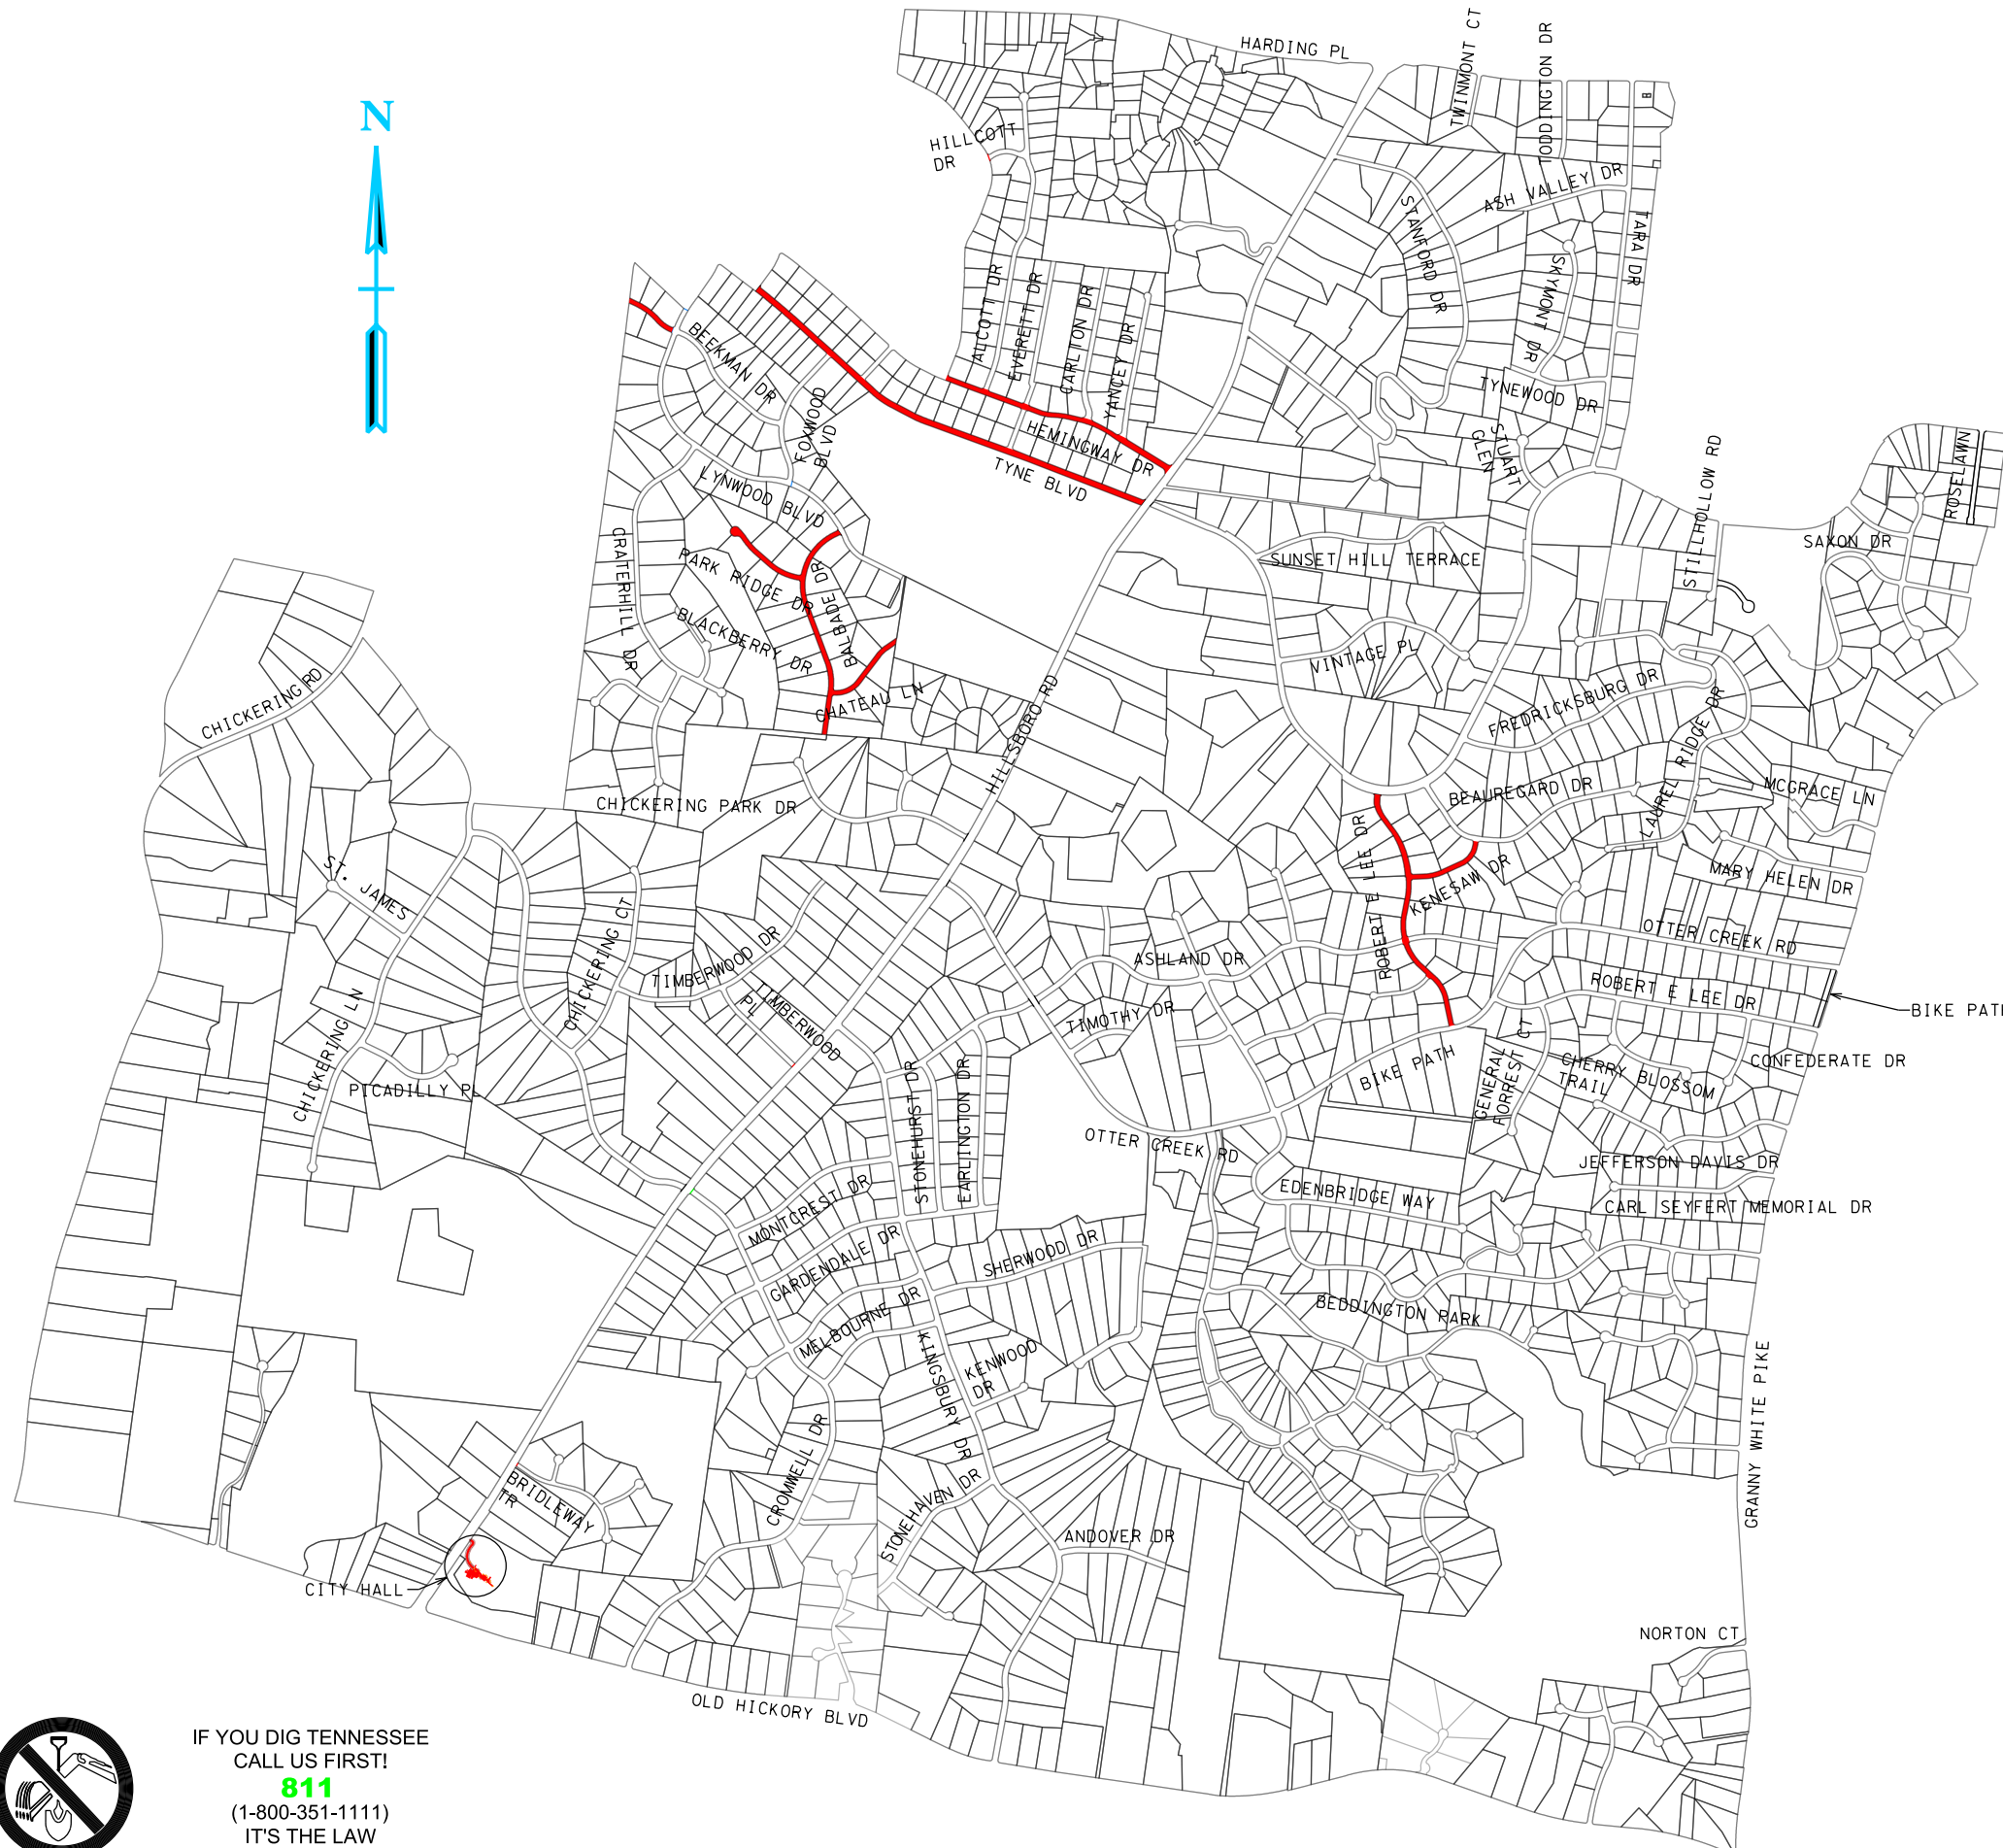 HARDING PL
TWINMONT CT
TODDINGTON DR
N
HILLCOTT
DR
ASH VALLEY DR
STANFORD DR
TARA DR
SKYMONT DR
ALCOTT DR
EVERETT DR
CARLTON DR
YANCEY DR
BEEKMAN DR
FOXWOOD
BLVD
TYNEWOOD DR
STUART
GLEN
HEMINGWAY DR
TYNE BLVD
LYNWOOD BLVD
STILLHOLLOW RD
ROSELAWN
SAXON DR
CRATERHILL DR
PARK RIDGE DR
BALBADE DR
BLACKBERRY DR
SUNSET HILL TERRACE
VINTAGE PL
CHATEAU LN
CHICKERING RD
HILLSBORO RD
FREDRICKSBURG DR
LAUREL RIDGE DR
BEAUREGARD DR
MCGRACE LN
CHICKERING PARK DR
ROBERT E LEE DR
KENESAW DR
MARY HELEN DR
ST. JAMES
CHICKERING CT
TIMBERWOOD DR
TIMBERWOOD
PL
ASHLAND DR
OTTER CREEK RD
ROBERT E LEE DR
BIKE PATH
CHICKERING LN
TIMOTHY DR
PICADILLY PL
STONEHURST DR
EARLINGTON DR
BIKE PATH
GENERAL
FORREST CT
CHERRY BLOSSOM
TRAIL
CONFEDERATE DR
OTTER CREEK RD
JEFFERSON DAVIS DR
EDENBRIDGE WAY
CARL SEYFERT MEMORIAL DR
MONTCREST DR
GARDENDALE DR
SHERWOOD DR
MELBOURNE DR
BEDDINGTON PARK
KINGSBURY DR
KENWOOD
DR
GRANNY WHITE PIKE
CROMWELL DR
BRIDLEWAY
TR
STONEHAVEN DR
ANDOVER DR
CITY HALL
NORTON CT
OLD HICKORY BLVD
IF YOU DIG TENNESSEE
CALL US FIRST!
811
(1-800-351-1111)
IT'S THE LAW